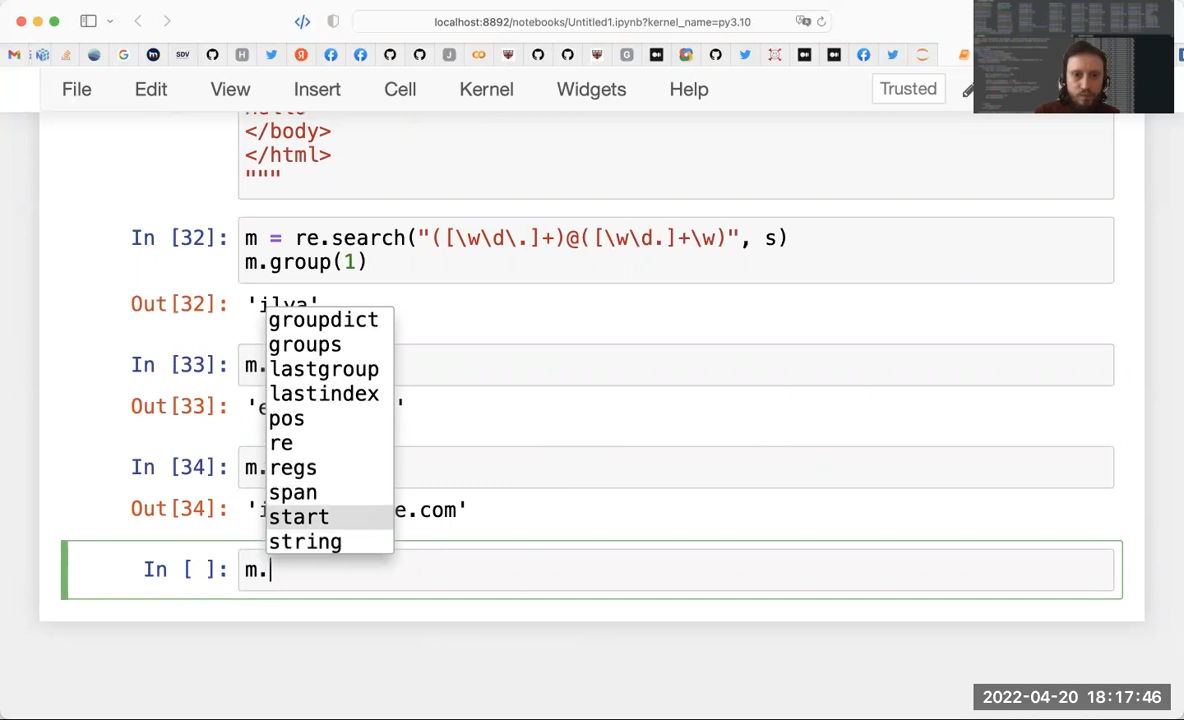 localhost:8892/notebooks/Untitled1.ipynb?kernel_name=py3.10
SDV
File Edit View Insert Cell Kernel Widgets Help Trusted
</body>
</html>
"""
In [32]: m = re.search("([\w\d\.]+)@([\w\d.]+\w)", s)
m.group(1)
Out[32]: 'ilya'
In [33]: m.
Out[33]: 'e '
In [34]: m.
Out[34]: 'i e.com'
groupdict
groups
lastgroup
lastindex
pos
re
regs
span
start
string
In [ ]: m.
2022-04-20 18:17:46